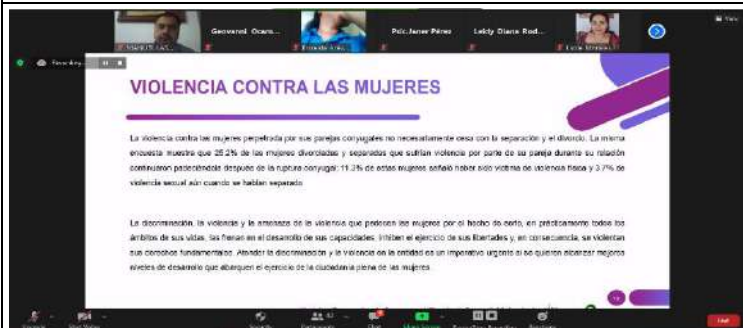 View
Geovanni Ocam...
Psic.Janer Pérez
Leidy Diana Rod...
Recording...
VIOLENCIA CONTRA LAS MUJERES
La violencia contra las mujeres perpetrada por sus parejas conyugales no necesariamente cesa con la separación y el divorcio. La misma
encuesta muestra que 25.2% de las mujeres divorciadas y separadas que sufrían violencia por parte de su pareja durante su relación
continuaron padeciéndola después de la ruptura conyugal; 11.3% de estas mujeres señaló haber sido víctima de violencia física y 3.7% de
violencia sexual aún cuando se habían separado.
La discriminación, la violencia y la amenaza de la violencia que padecen las mujeres por el hecho de serlo, en prácticamente todos los
ámbitos de sus vidas, las frenan en el desarrollo de sus capacidades, inhiben el ejercicio de sus libertades y, en consecuencia, se violentan
sus derechos fundamentales. Atender la discriminación y la violencia en la entidad es un imperativo urgente si se quieren alcanzar mejores
niveles de desarrollo que abarquen el ejercicio de la ciudadanía plena de las mujeres.